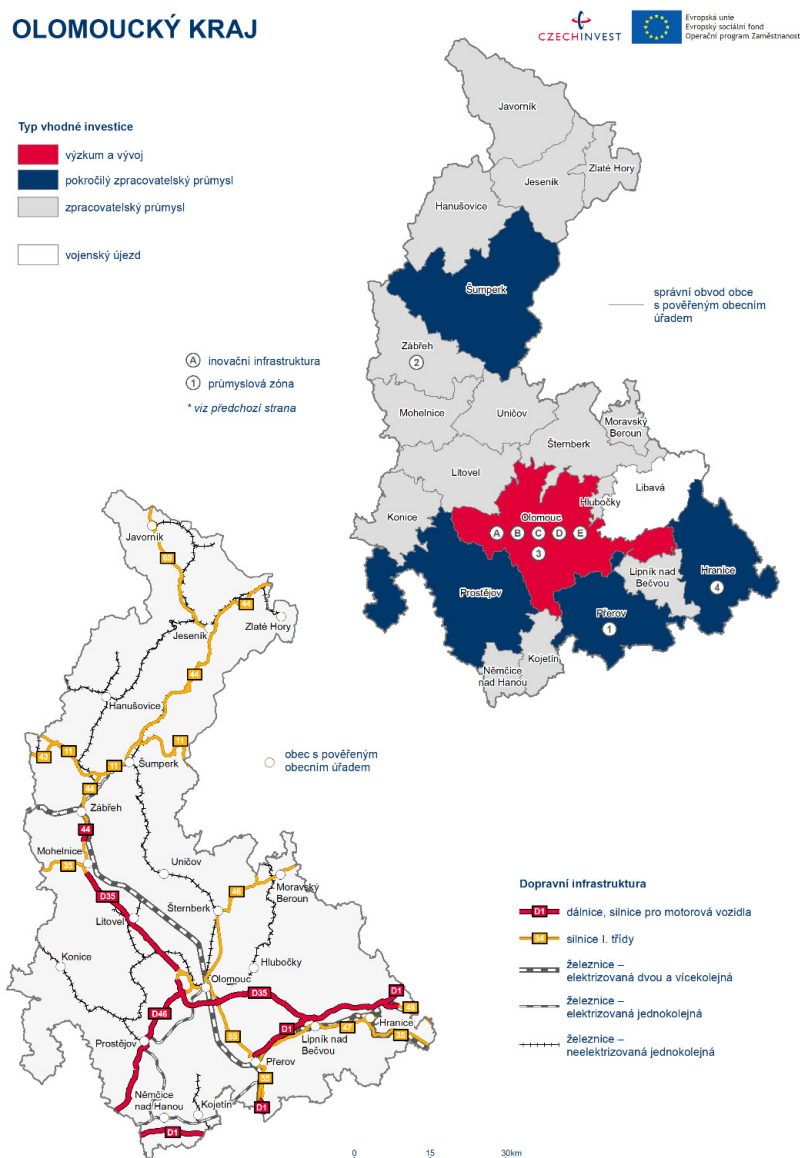 OLOMOUCKÝ KRAJ
CZECHINVEST
Evropská unie
Evropský sociální fond
Operační program Zaměstnanost
Typ vhodné investice
výzkum a vývoj
pokročilý zpracovatelský průmysl
zpracovatelský průmysl
vojenský újezd
A inovační infrastruktura
1 průmyslová zóna
* viz předchozí strana
správní obvod obce
s pověřeným obecním
úřadem
Javorník
Zlaté Hory
Jeseník
Hanušovice
Šumperk
Zábřeh
2
Mohelnice
Uničov
Moravský
Beroun
Šternberk
Litovel
Libavá
Hlubočky
Konice
Olomouc
A B C D E
3
Hranice
4
Lipník nad
Bečvou
Prostějov
Přerov
1
Kojetín
Němčice
nad Hanou
Javorník
60
44
Jeseník
Zlaté Hory
44
Hanušovice
11
11
43
Šumperk
11
44
Zábřeh
44
Mohelnice
35
Uničov
D35
Moravský
Beroun
46
Šternberk
Litovel
Konice
Hlubočky
Olomouc
D35
D1
D46
D1
Hranice
47
35
Lipník nad
Bečvou
Prostějov
55
Přerov
55
Němčice
nad Hanou
Kojetín
D1
D1
obec s pověřeným
obecním úřadem
Dopravní infrastruktura
D1 dálnice, silnice pro motorová vozidla
silnice I. třídy
železnice –
elektrizovaná dvou a vícekolejná
železnice –
elektrizovaná jednokolejná
železnice –
neelektrizovaná jednokolejná
0 15 30km